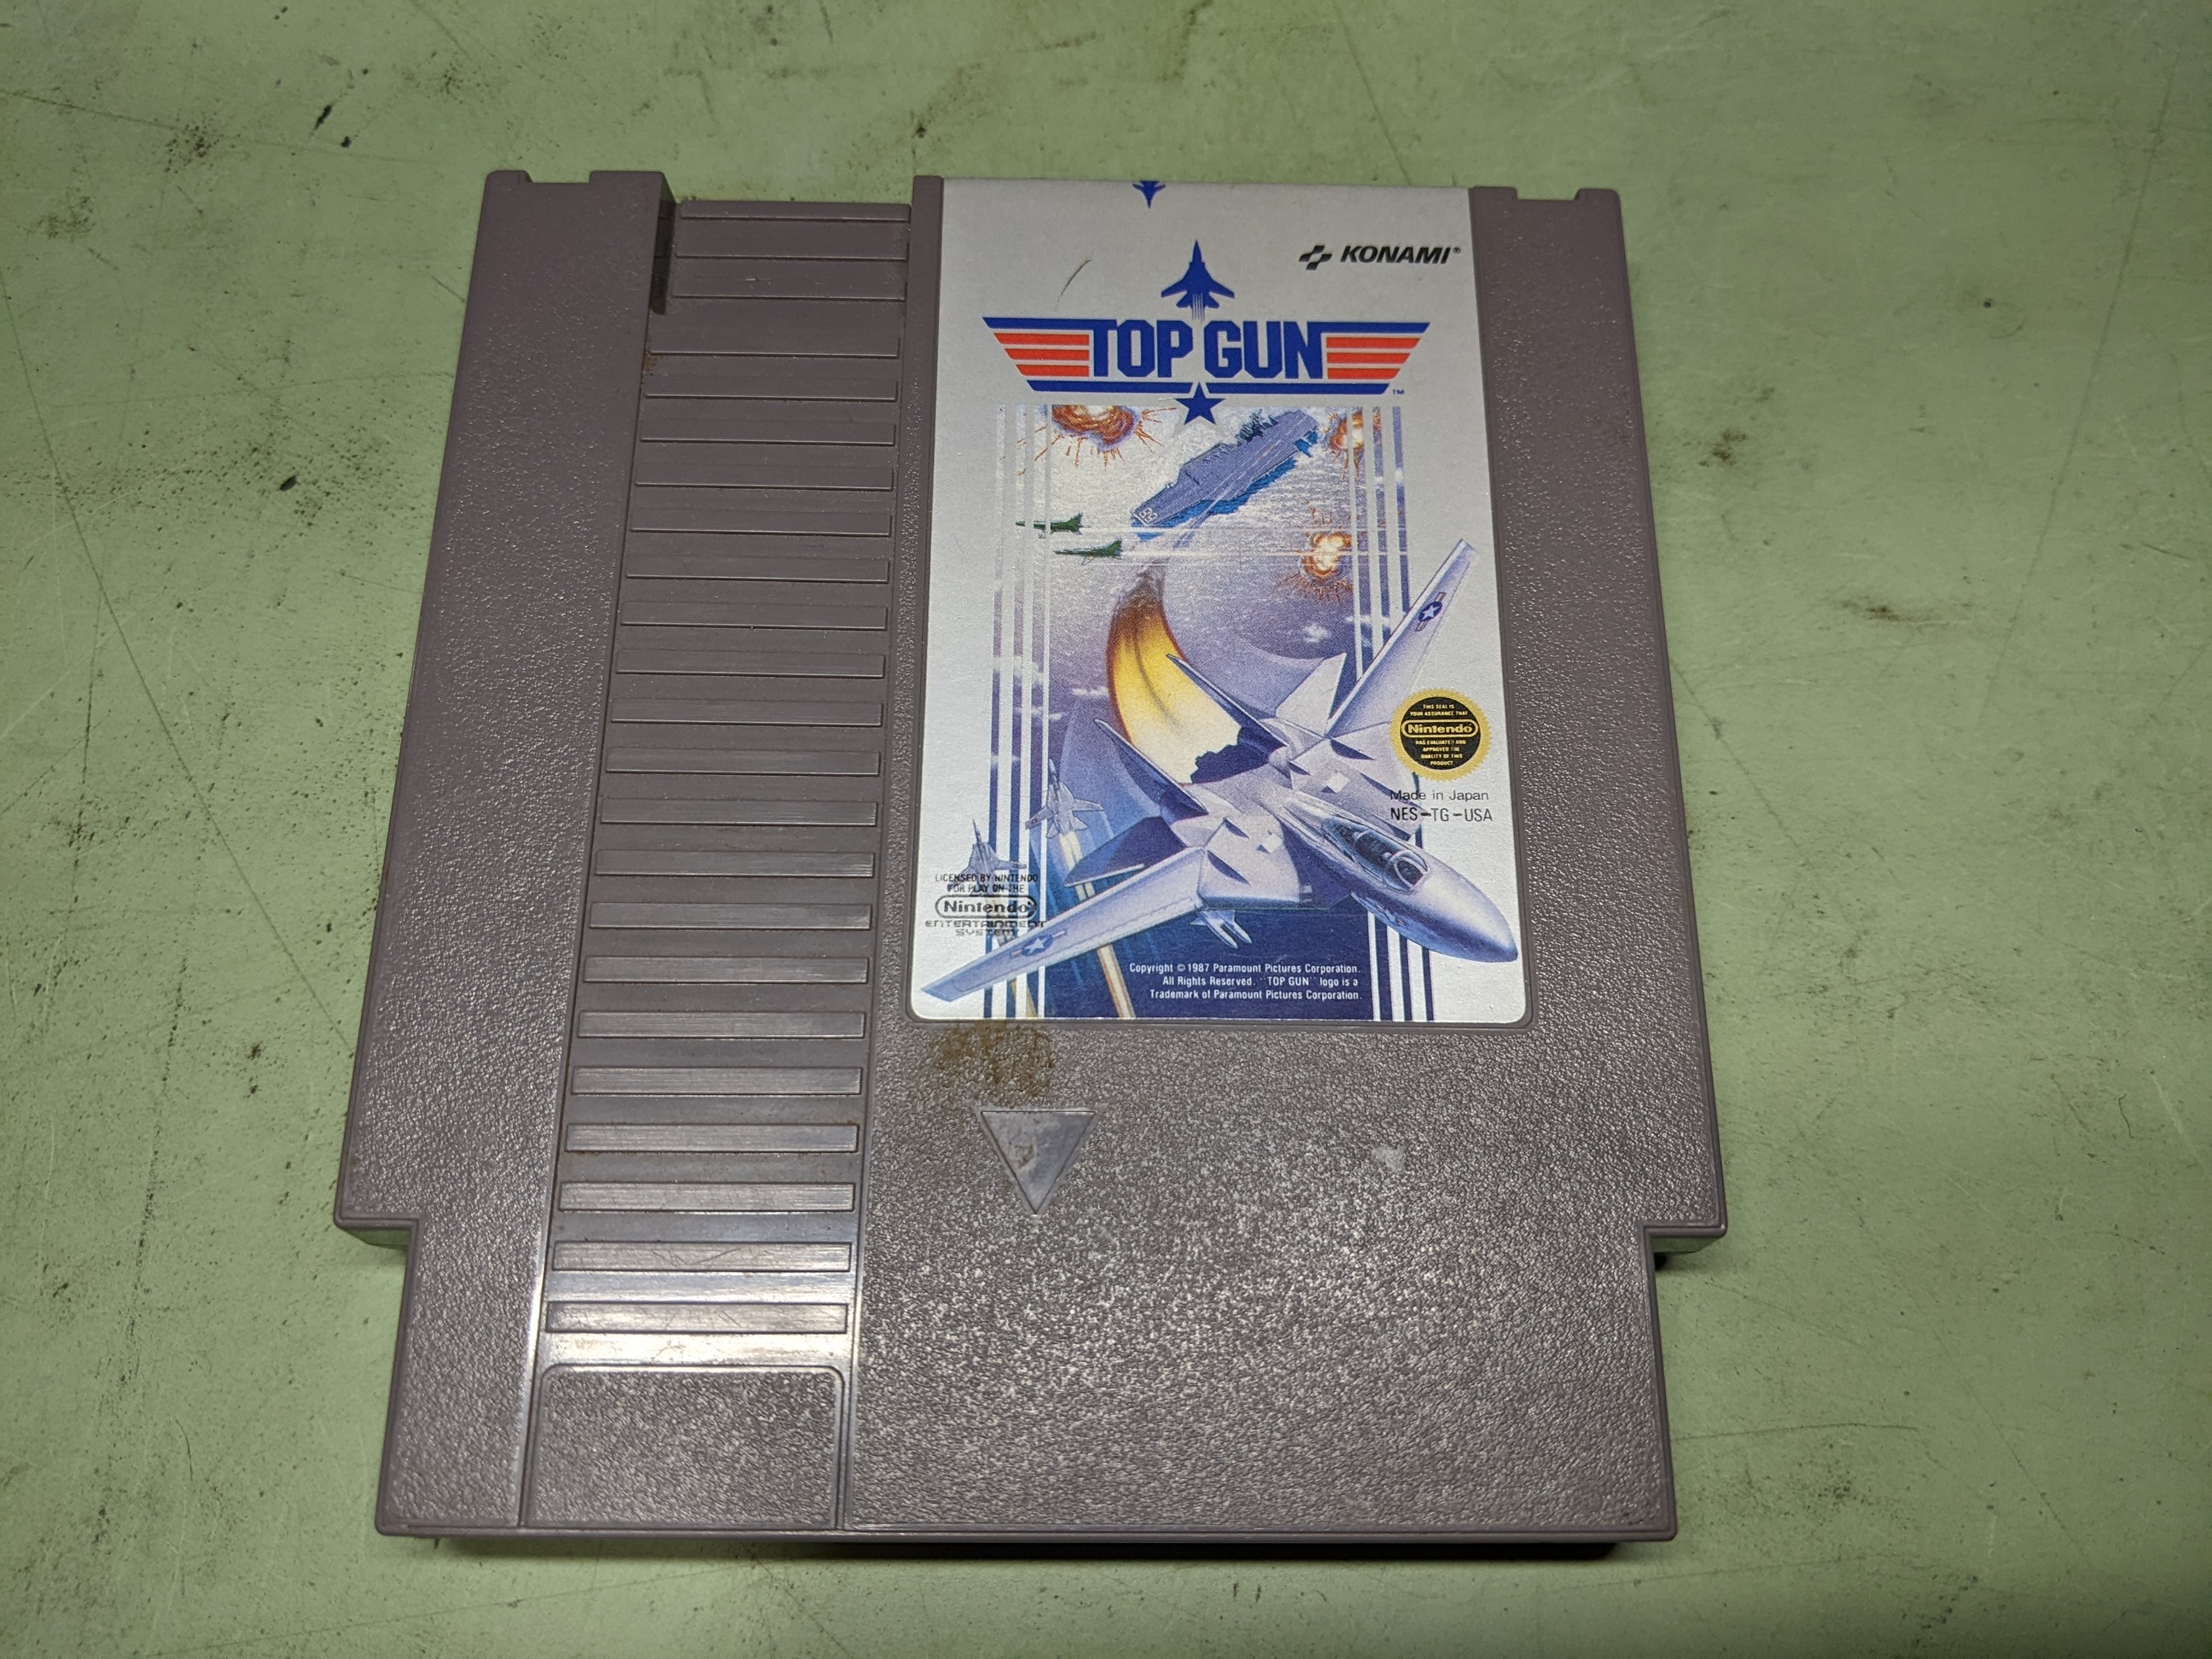 KONAMI®
TOP GUN
TM
THIS SEAL IS
YOUR ASSURANCE THAT
Nintendo
HAS EVALUATED AND
APPROVED THE
QUALITY OF THIS
PRODUCT
Made in Japan
NES-TG-USA
LICENSED BY NINTENDO
FOR PLAY ON THE
Nintendo®
ENTERTAINMENT
SYSTEM
Copyright © 1987 Paramount Pictures Corporation.
All Rights Reserved. "TOP GUN" logo is a
Trademark of Paramount Pictures Corporation.